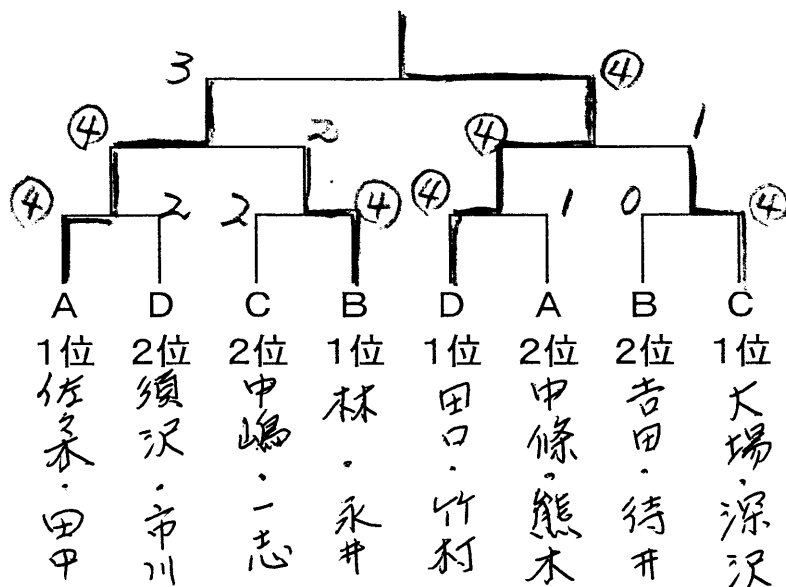 3 ④
④ 2 ④ 1
④ 2 2 ④ ④ 1 0 ④
A D C B D A B C
1位 2位 2位 1位 1位 2位 2位 1位
佐々木・田中
須沢・市川
中嶋・一志
林・永井
田口・竹村
中條・熊木
吉田・待井
大場・深沢